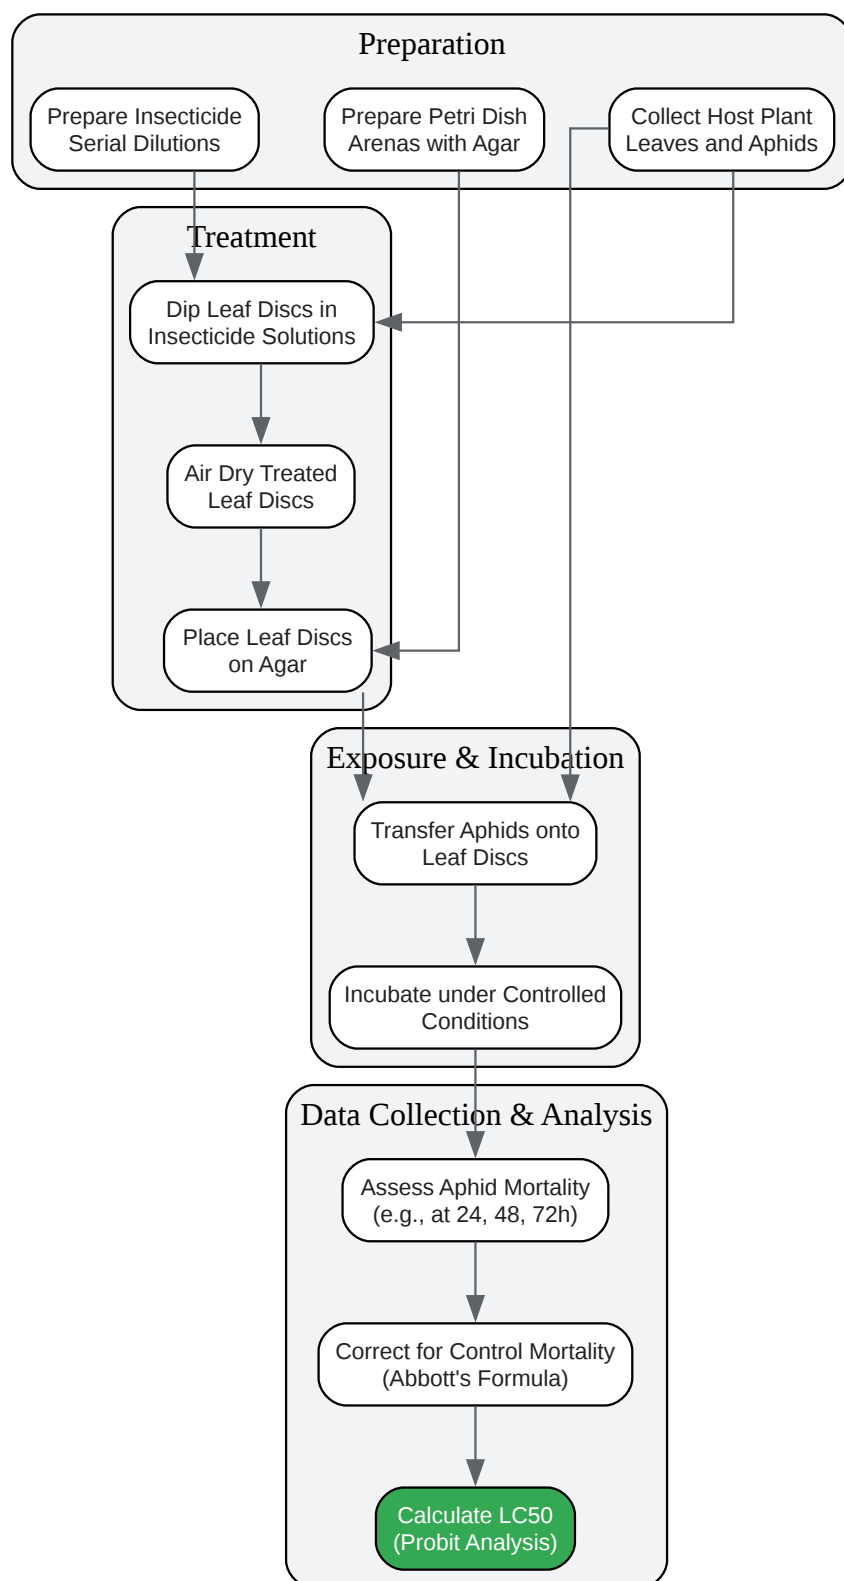 Preparation
Prepare Insecticide
Serial Dilutions
Prepare Petri Dish
Arenas with Agar
Collect Host Plant
Leaves and Aphids
Treatment
Dip Leaf Discs in
Insecticide Solutions
Air Dry Treated
Leaf Discs
Place Leaf Discs
on Agar
Exposure & Incubation
Transfer Aphids onto
Leaf Discs
Incubate under Controlled
Conditions
Data Collection & Analysis
Assess Aphid Mortality
(e.g., at 24, 48, 72h)
Correct for Control Mortality
(Abbott's Formula)
Calculate LC50
(Probit Analysis)